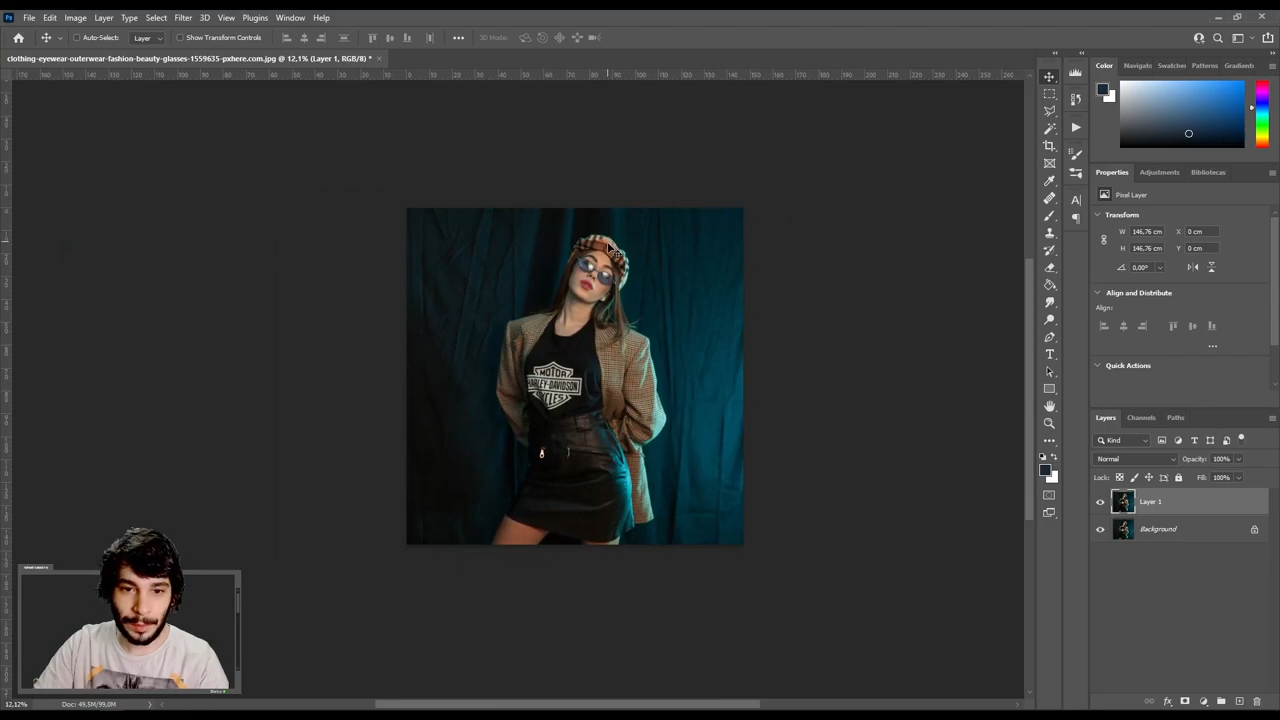 File Edit Image Layer Type Select Filter 3D View Plugins Window Help
Auto-Select: Layer Show Transform Controls 3D Mode:
clothing-eyewear-outerwear-fashion-beauty-glasses-1559635-pxhere.com.jpg @ 12,1% (Layer 1, RGB/8) *
Color Navigato Swatches Patterns Gradients
Properties Adjustments Bibliotecas
Pixel Layer
Transform
W 146,76 cm X 0 cm
H 146,76 cm Y 0 cm
0,00°
Align and Distribute
Align:
Quick Actions
Layers Channels Paths
Kind
Normal Opacity: 100%
Lock: Fill: 100%
Layer 1
Background
MOTOR
HARLEY-DAVIDSON
CYCLES
12,12% Doc: 49,5M/99,0M